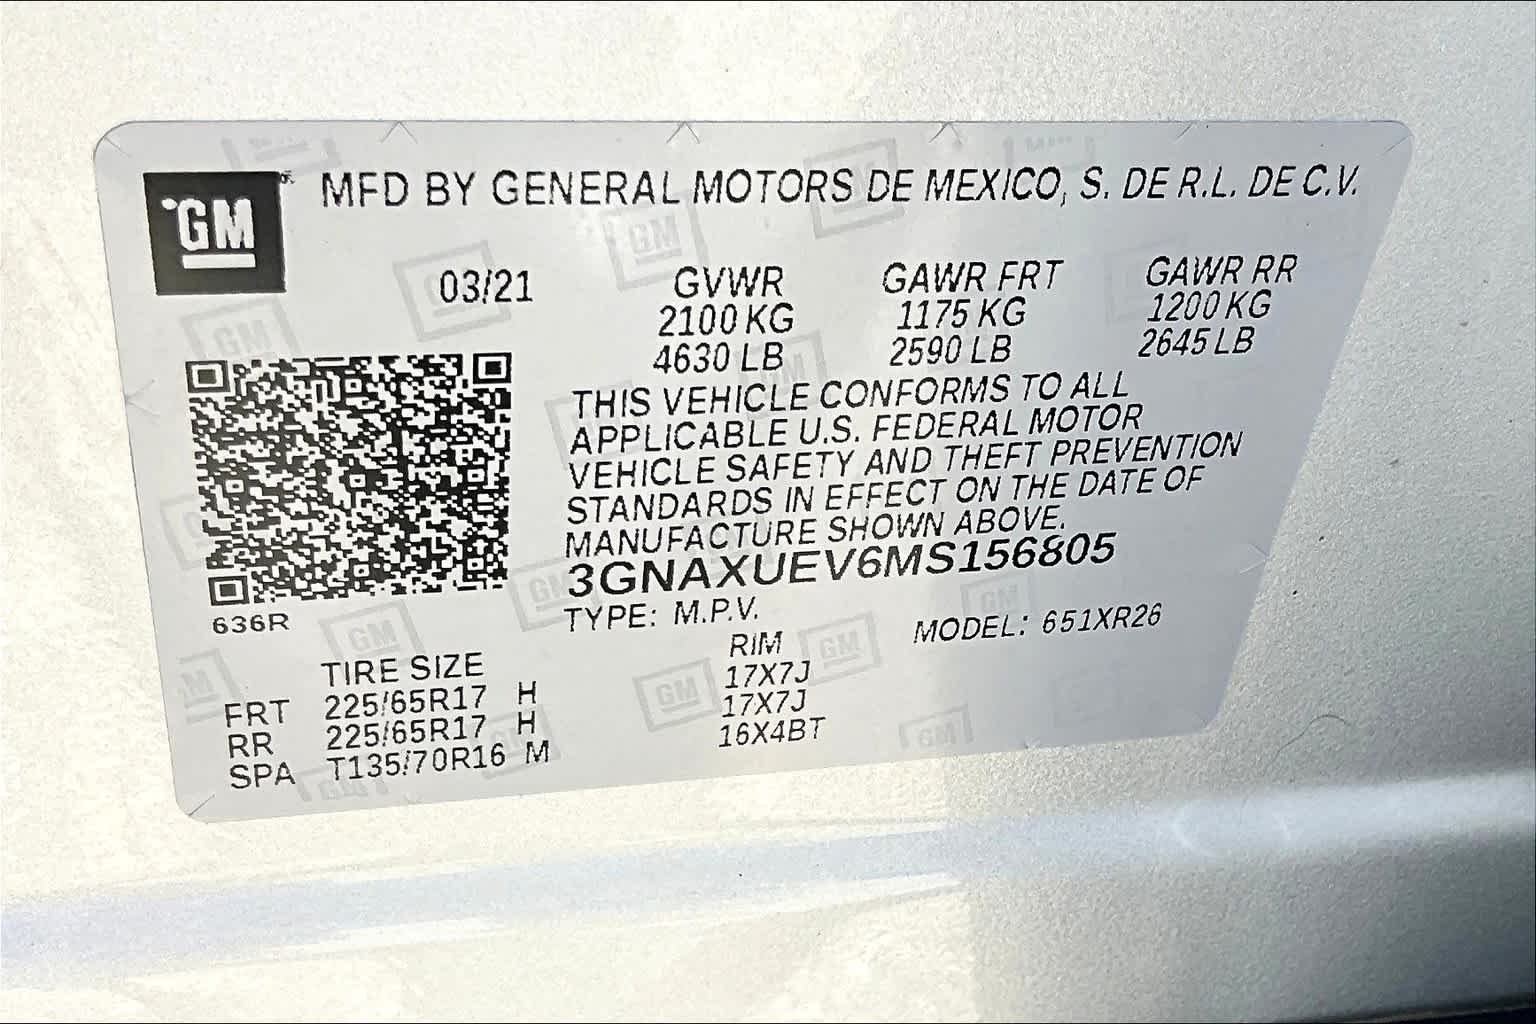 GM MFD BY GENERAL MOTORS DE MEXICO, S. DE R.L. DE C.V.
03/21 GVWR GAWR FRT GAWR RR
2100 KG 1175 KG 1200 KG
4630 LB 2590 LB 2645 LB
THIS VEHICLE CONFORMS TO ALL
APPLICABLE U.S. FEDERAL MOTOR
VEHICLE SAFETY AND THEFT PREVENTION
STANDARDS IN EFFECT ON THE DATE OF
MANUFACTURE SHOWN ABOVE.
3GNAXUEV6MS156805
636R TYPE: M.P.V. MODEL: 651XR26
TIRE SIZE RIM
FRT 225/65R17 H 17X7J
RR 225/65R17 H 17X7J
SPA T135/70R16 M 16X4BT